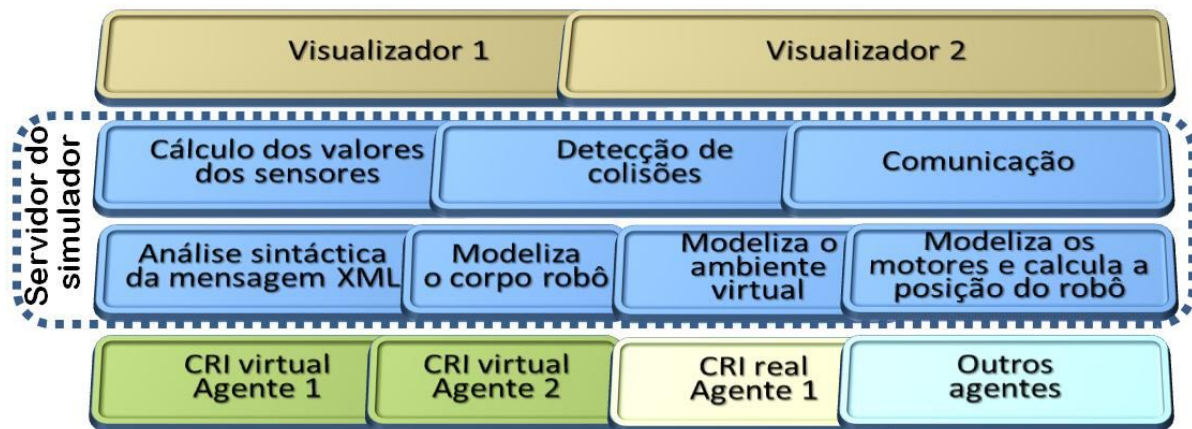 Visualizador 1
Visualizador 2
Servidor do
simulador
Cálculo dos valores
dos sensores
Detecção de
colisões
Comunicação
Análise sintáctica
da mensagem XML
Modeliza
o corpo robô
Modeliza o
ambiente
virtual
Modeliza os
motores e calcula a
posição do robô
CRI virtual
Agente 1
CRI virtual
Agente 2
CRI real
Agente 1
Outros
agentes